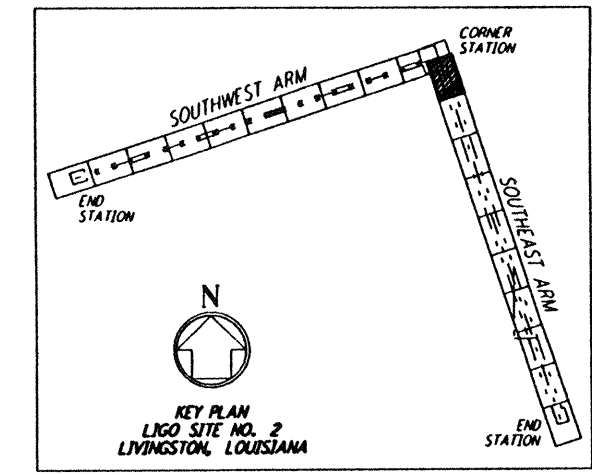 CORNER
STATION
SOUTHWEST ARM
END
STATION
SOUTHEAST ARM
N
KEY PLAN
LIGO SITE NO. 2
LIVINGSTON, LOUISIANA
END
STATION